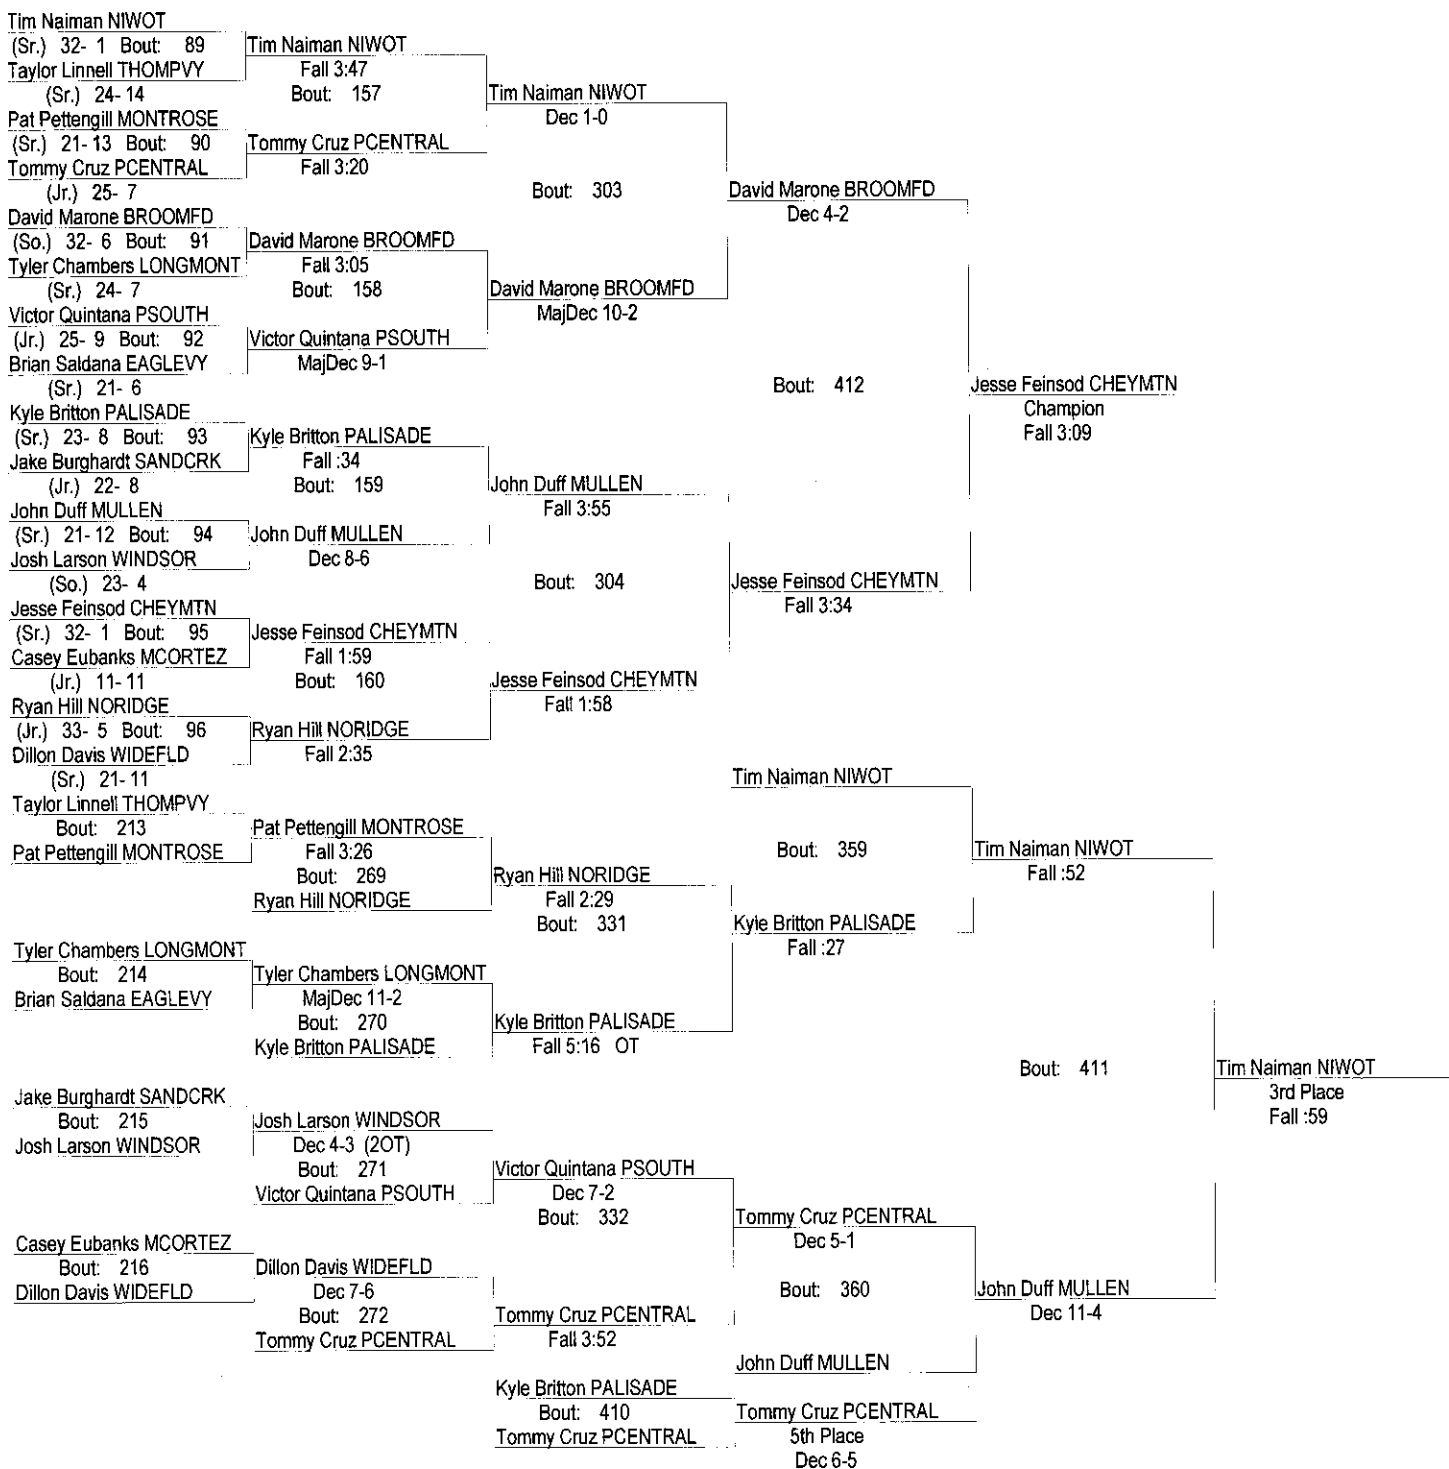 Tim Naiman NIWOT
(Sr.) 32- 1 Bout: 89
Taylor Linnell THOMPVY
(Sr.) 24- 14
Pat Pettengill MONTROSE
(Sr.) 21- 13 Bout: 90
Tommy Cruz PCENTRAL
(Jr.) 25- 7
David Marone BROOMFD
(So.) 32- 6 Bout: 91
Tyler Chambers LONGMONT
(Sr.) 24- 7
Victor Quintana PSOUTH
(Jr.) 25- 9 Bout: 92
Brian Saldana EAGLEVY
(Sr.) 21- 6
Kyle Britton PALISADE
(Sr.) 23- 8 Bout: 93
Jake Burghardt SANDCRK
(Jr.) 22- 8
John Duff MULLEN
(Sr.) 21- 12 Bout: 94
Josh Larson WINDSOR
(So.) 23- 4
Jesse Feinsod CHEYMTN
(Sr.) 32- 1 Bout: 95
Casey Eubanks MCORTEZ
(Jr.) 11- 11
Ryan Hill NORIDGE
(Jr.) 33- 5 Bout: 96
Dillon Davis WIDEFLD
(Sr.) 21- 11
Tim Naiman NIWOT
Fall 3:47
Bout: 157
Tommy Cruz PCENTRAL
Fall 3:20
David Marone BROOMFD
Fall 3:05
Bout: 158
Victor Quintana PSOUTH
MajDec 9-1
Kyle Britton PALISADE
Fall :34
Bout: 159
John Duff MULLEN
Dec 8-6
Jesse Feinsod CHEYMTN
Fall 1:59
Bout: 160
Ryan Hill NORIDGE
Fall 2:35
Tim Naiman NIWOT
Dec 1-0
Bout: 303
David Marone BROOMFD
MajDec 10-2
John Duff MULLEN
Fall 3:55
Bout: 304
Jesse Feinsod CHEYMTN
Fall 1:58
David Marone BROOMFD
Dec 4-2
Bout: 412
Jesse Feinsod CHEYMTN
Fall 3:34
Jesse Feinsod CHEYMTN
Champion
Fall 3:09
Taylor Linnell THOMPVY
Bout: 213
Pat Pettengill MONTROSE
Tyler Chambers LONGMONT
Bout: 214
Brian Saldana EAGLEVY
Jake Burghardt SANDCRK
Bout: 215
Josh Larson WINDSOR
Casey Eubanks MCORTEZ
Bout: 216
Dillon Davis WIDEFLD
Pat Pettengill MONTROSE
Fall 3:26
Bout: 269
Ryan Hill NORIDGE
Tyler Chambers LONGMONT
MajDec 11-2
Bout: 270
Kyle Britton PALISADE
Josh Larson WINDSOR
Dec 4-3 (2OT)
Bout: 271
Victor Quintana PSOUTH
Dillon Davis WIDEFLD
Dec 7-6
Bout: 272
Tommy Cruz PCENTRAL
Ryan Hill NORIDGE
Fall 2:29
Bout: 331
Kyle Britton PALISADE
Fall 5:16 OT
Victor Quintana PSOUTH
Dec 7-2
Bout: 332
Tommy Cruz PCENTRAL
Fall 3:52
Tim Naiman NIWOT
Bout: 359
Kyle Britton PALISADE
Fall :27
Tommy Cruz PCENTRAL
Dec 5-1
Bout: 360
John Duff MULLEN
Tim Naiman NIWOT
Fall :52
Bout: 411
John Duff MULLEN
Dec 11-4
Tim Naiman NIWOT
3rd Place
Fall :59
Kyle Britton PALISADE
Bout: 410
Tommy Cruz PCENTRAL
Tommy Cruz PCENTRAL
5th Place
Dec 6-5